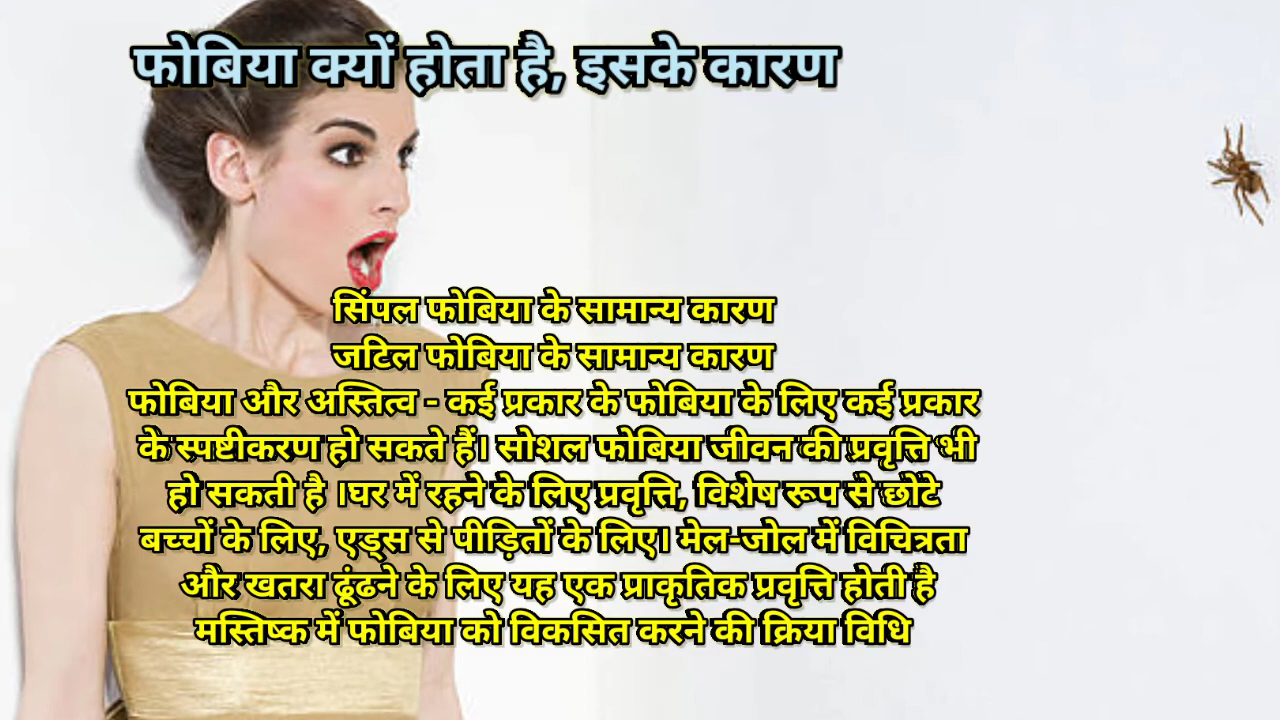 फोबिया क्यों होता है, इसके कारण
सिंपल फोबिया के सामान्य कारण
जटिल फोबिया के सामान्य कारण
फोबिया और अस्तित्व - कई प्रकार के फोबिया के लिए कई प्रकार
के स्पष्टीकरण हो सकते हैं। सोशल फोबिया जीवन की प्रवृत्ति भी
हो सकती है ।घर में रहने के लिए प्रवृत्ति, विशेष रूप से छोटे
बच्चों के लिए, एड्स से पीड़ितों के लिए। मेल-जोल में विचित्रता
और खतरा ढूंढने के लिए यह एक प्राकृतिक प्रवृत्ति होती है
मस्तिष्क में फोबिया को विकसित करने की क्रिया विधि